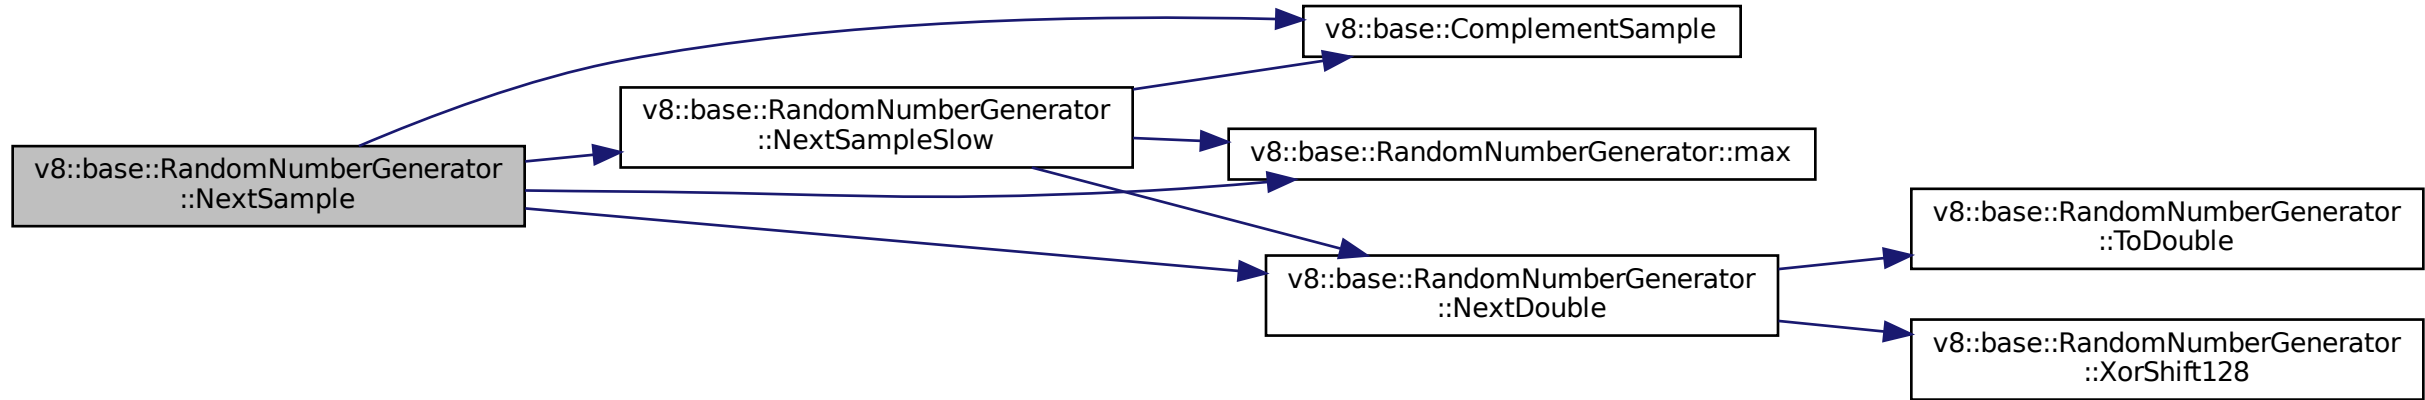 v8::base::ComplementSample
v8::base::RandomNumberGenerator
::NextSampleSlow
v8::base::RandomNumberGenerator::max
v8::base::RandomNumberGenerator
::NextSample
v8::base::RandomNumberGenerator
::ToDouble
v8::base::RandomNumberGenerator
::NextDouble
v8::base::RandomNumberGenerator
::XorShift128